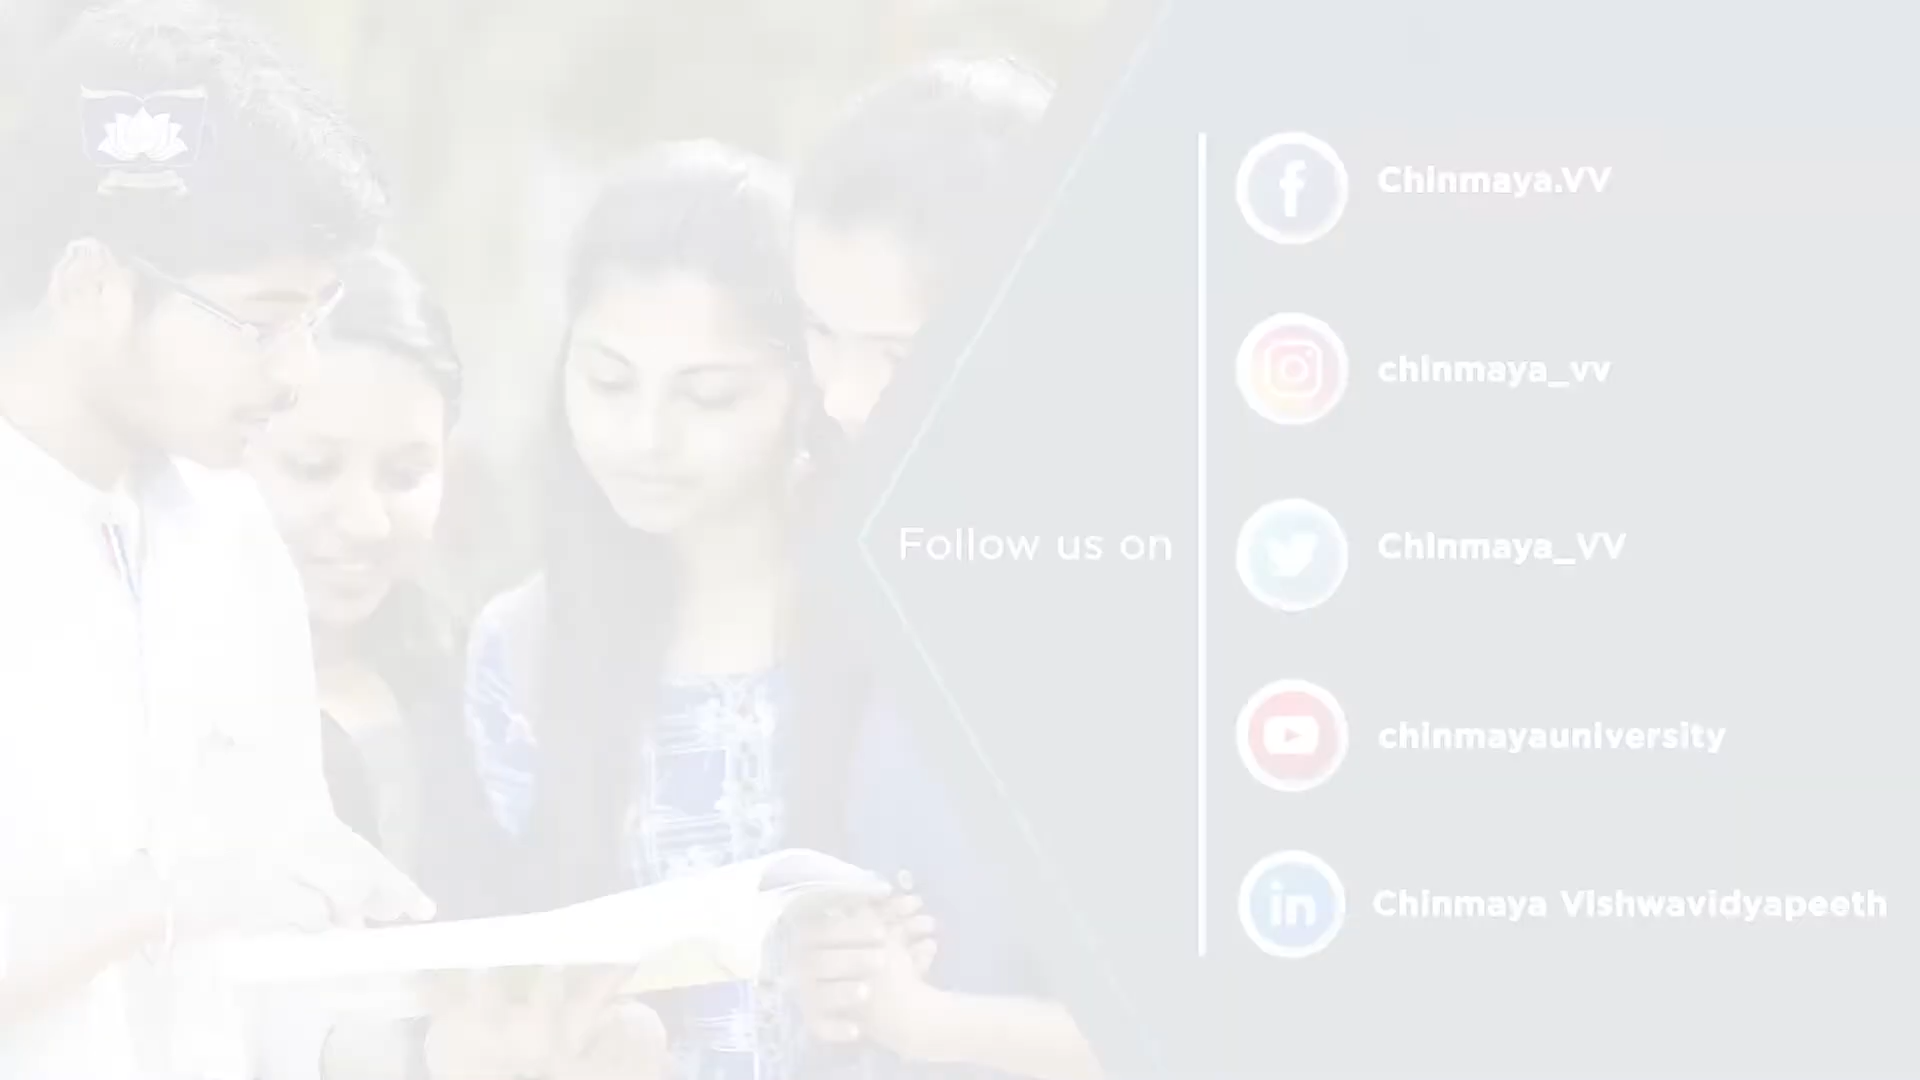 Follow us on
Chinmaya.VV
chinmaya_vv
Chinmaya_VV
chinmayauniversity
Chinmaya Vishwavidyapeeth